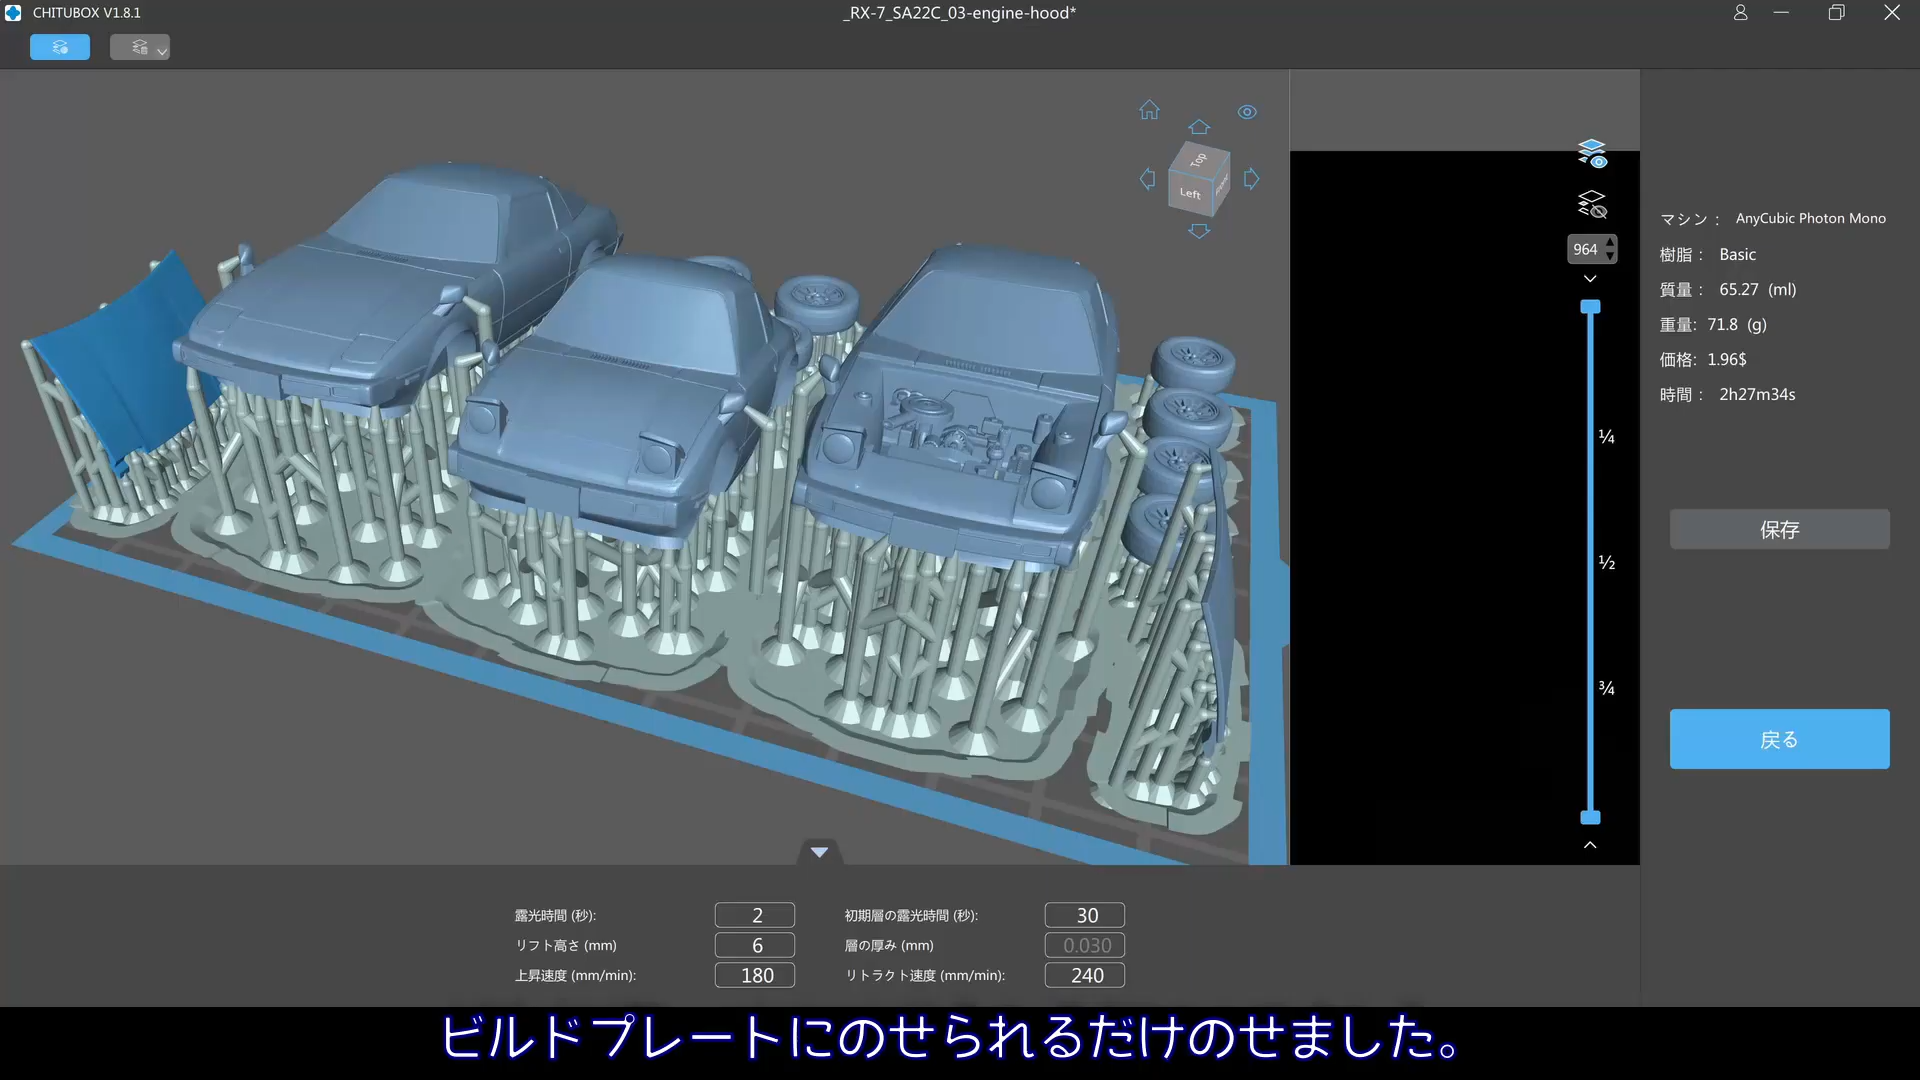 CHITUBOX V1.8.1
_RX-7_SA22C_03-engine-hood*
Top
Left
964
¼
½
¾
マシン： AnyCubic Photon Mono
樹脂： Basic
質量： 65.27 (ml)
重量: 71.8 (g)
価格: 1.96$
時間： 2h27m34s
保存
戻る
露光時間 (秒): 2
初期層の露光時間 (秒): 30
リフト高さ (mm) 6
層の厚み (mm) 0.030
上昇速度 (mm/min): 180
リトラクト速度 (mm/min): 240
ビルドプレートにのせられるだけのせました。